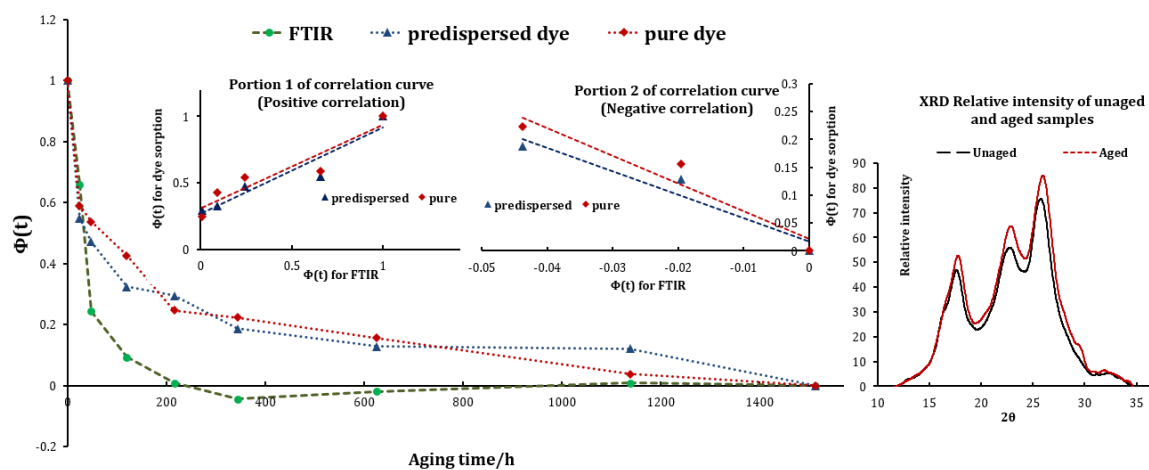 FTIR predispersed dye pure dye
1.2
1
0.8
0.6
0.4
0.2
0
-0.2
Φ(t)
0 200 400 600 800 1000 1200 1400
Aging time/h
Portion 1 of correlation curve
(Positive correlation)
Φ(t) for dye sorption
1
0.5
0
predispersed pure
0 0.5 1
Φ(t) for FTIR
Portion 2 of correlation curve
(Negative correlation)
predispersed pure
0.3
0.25
0.2
0.15
0.1
0.05
0
Φ(t) for dye sorption
-0.05 -0.04 -0.03 -0.02 -0.01 0
Φ(t) for FTIR
XRD Relative intensity of unaged
and aged samples
Unaged Aged
Relative intensity
90
80
70
60
50
40
30
20
10
0
10 15 20 25 30 35
2θ